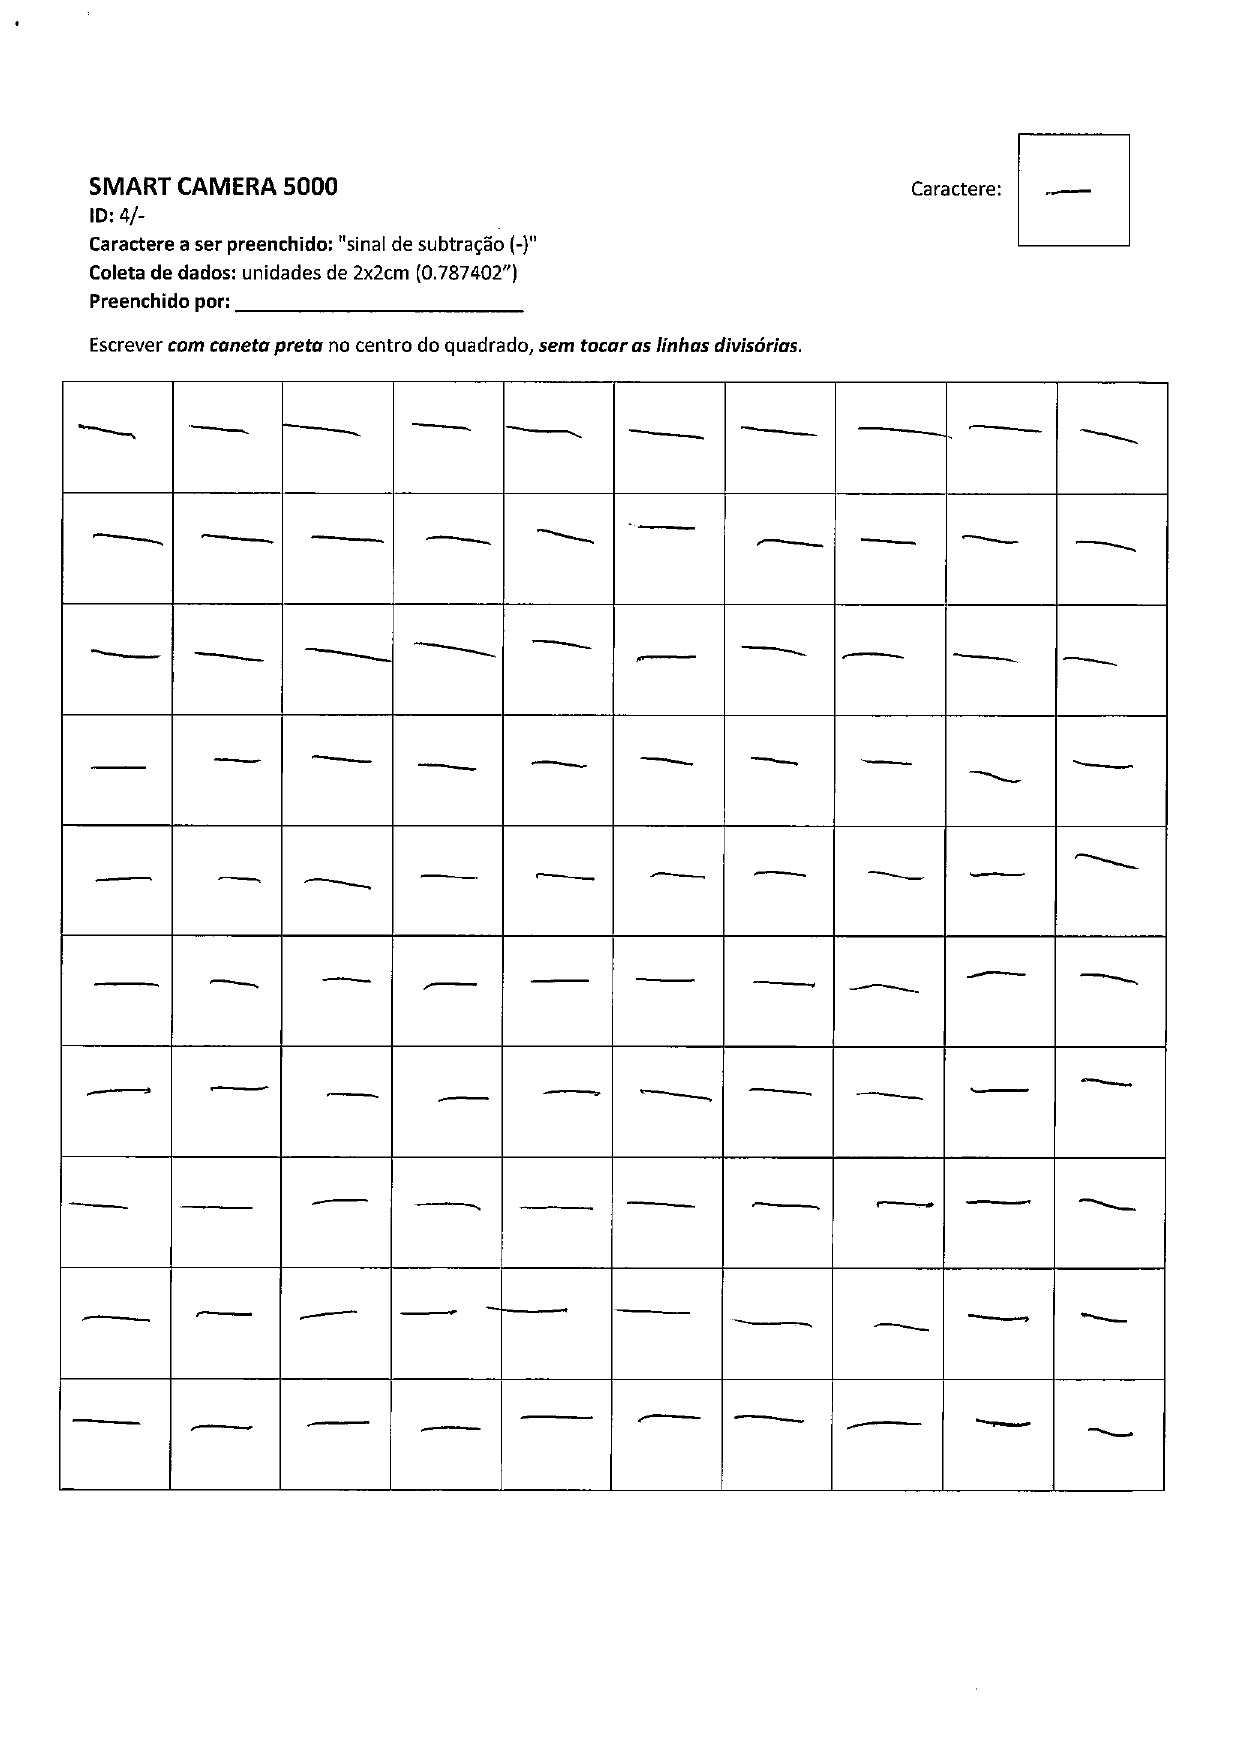 SMART CAMERA 5000
Caractere: —
ID: 4/-
Caractere a ser preenchido: "sinal de subtração (-)"
Coleta de dados: unidades de 2x2cm (0.787402″)
Preenchido por: ____________________
Escrever com caneta preta no centro do quadrado, sem tocar as linhas divisórias.
— — — — — — — — — —
— — — — — — — — — —
— — — — — — — — — —
— — — — — — — — — —
— — — — — — — — — —
— — — — — — — — — —
— — — — — — — — — —
— — — — — — — — — —
— — — — — — — — — —
— — — — — — — — — —